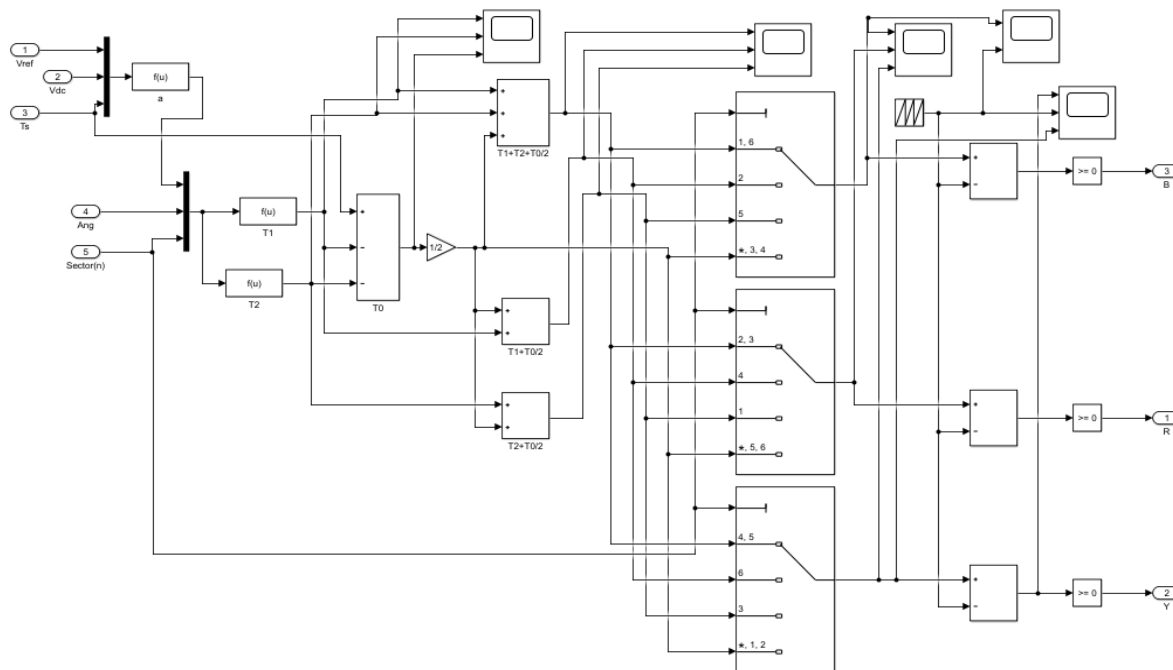 1
Vref
2
Vdc
3
Ts
f(u)
a
4
Ang
5
Sector(n)
f(u)
T1
f(u)
T2
+
−
−
T0
1/2
+
+
+
T1+T2+T0/2
+
+
T1+T0/2
+
+
T2+T0/2
1, 6
2
5
*, 3, 4
2, 3
4
1
*, 5, 6
4, 5
6
3
*, 1, 2
+
−
>= 0
3
B
+
−
>= 0
1
R
+
−
>= 0
2
Y